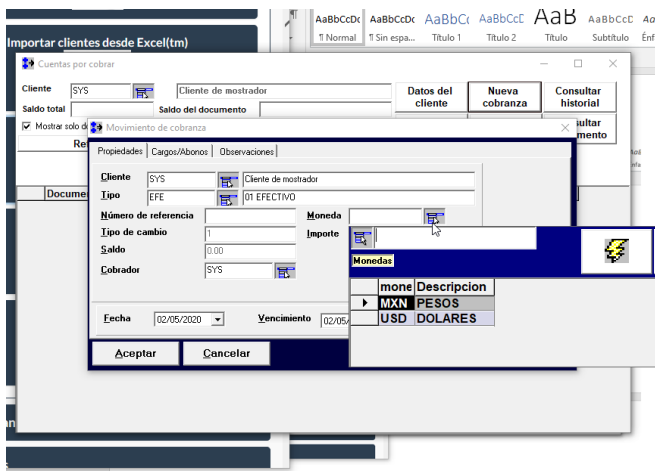 AaBbCcDc AaBbCcDc AaBbC( AaBbCcE AaB AaBbCcD
¶ Normal ¶ Sin espa... Título 1 Título 2 Título Subtítulo
Importar clientes desde Excel(tm)
Cuentas por cobrar
Cliente SYS Cliente de mostrador
Datos del cliente
Nueva cobranza
Consultar historial
Saldo total Saldo del documento
Mostrar solo d
Movimiento de cobranza
Propiedades Cargos/Abonos Observaciones
Cliente SYS Cliente de mostrador
Tipo EFE 01 EFECTIVO
Número de referencia Moneda
Tipo de cambio 1 Importe
Saldo 0.00
Cobrador SYS
Monedas
mone Descripcion
MXN PESOS
USD DOLARES
Fecha 02/05/2020 Vencimiento 02/05/
Aceptar Cancelar
Docume